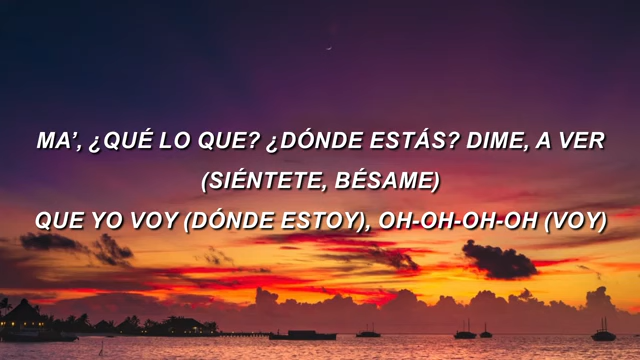 MA’, ¿QUÉ LO QUE? ¿DÓNDE ESTÁS? DIME, A VER
(SIÉNTETE, BÉSAME)
QUE YO VOY (DÓNDE ESTOY), OH-OH-OH-OH (VOY)